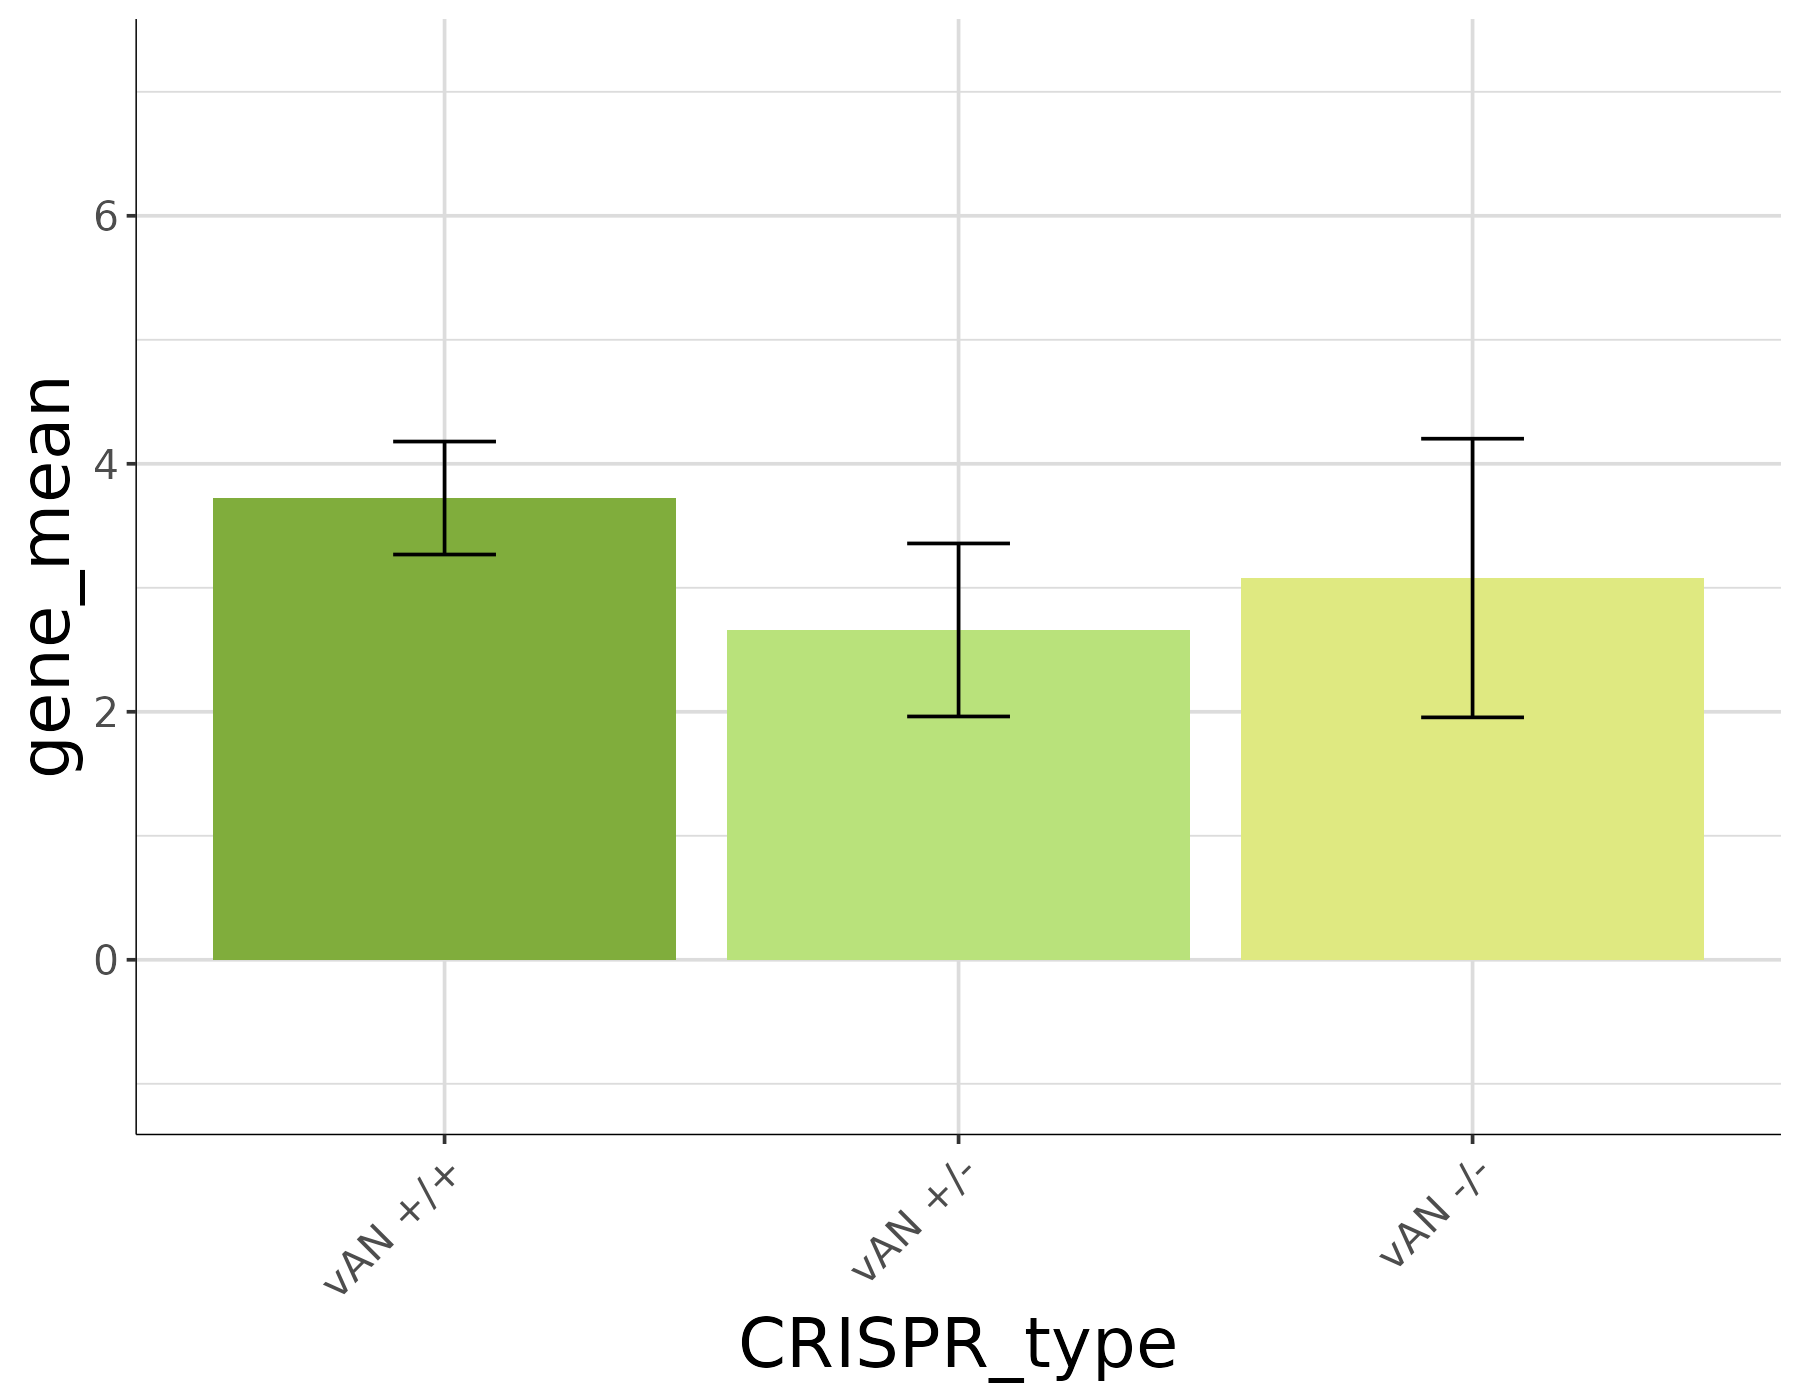 gene_mean
6
4
2
0
vAN +/+
vAN +/-
vAN -/-
CRISPR_type